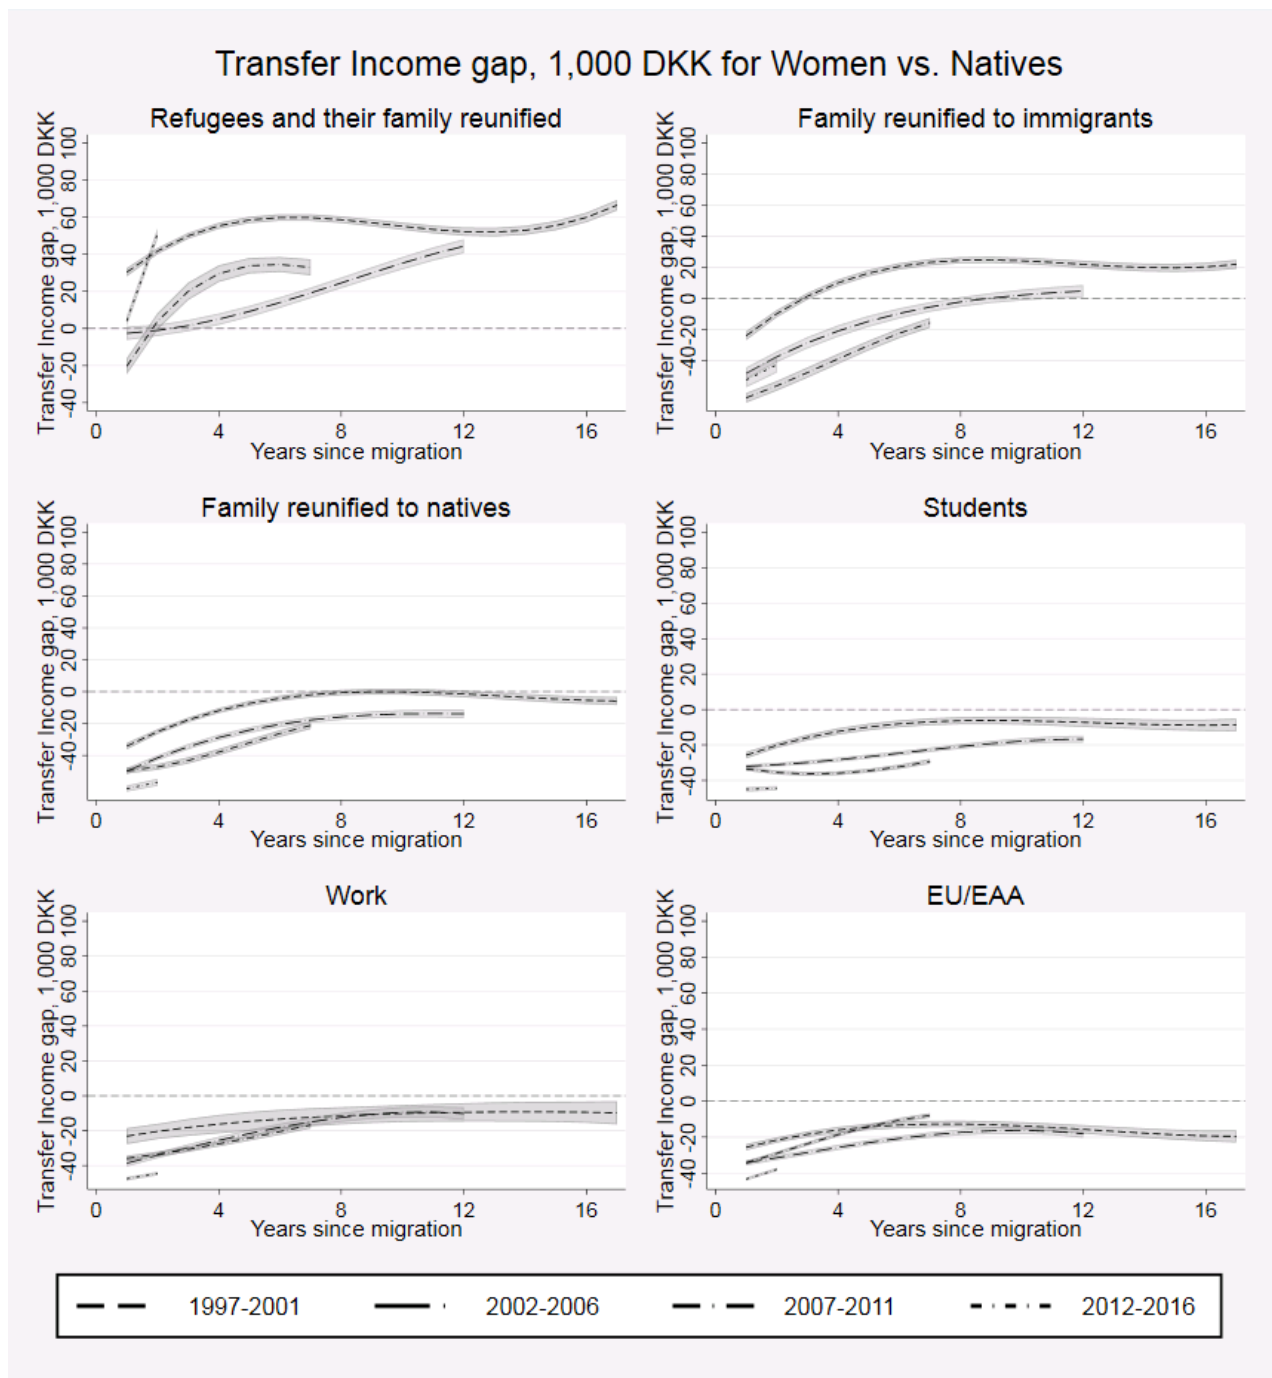 Transfer Income gap, 1,000 DKK for Women vs. Natives
Refugees and their family reunified
Transfer Income gap, 1,000 DKK
100
80
60
40
20
0
-20
-40
0 4 8 12 16
Years since migration
Family reunified to immigrants
Transfer Income gap, 1,000 DKK
100
80
60
40
20
0
-20
-40
0 4 8 12 16
Years since migration
Family reunified to natives
Transfer Income gap, 1,000 DKK
100
80
60
40
20
0
-20
-40
0 4 8 12 16
Years since migration
Students
Transfer Income gap, 1,000 DKK
100
80
60
40
20
0
-20
-40
0 4 8 12 16
Years since migration
Work
Transfer Income gap, 1,000 DKK
100
80
60
40
20
0
-20
-40
0 4 8 12 16
Years since migration
EU/EAA
Transfer Income gap, 1,000 DKK
100
80
60
40
20
0
-20
-40
0 4 8 12 16
Years since migration
1997-2001 2002-2006 2007-2011 2012-2016